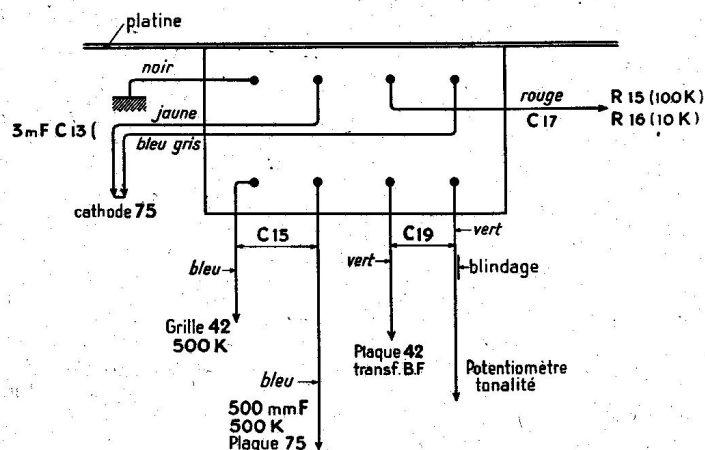 platine
noir
jaune
3mF C13 (
bleu gris
cathode 75
rouge
C17
R 15 (100 K)
R 16 (10 K)
C15
C19
vert
bleu
vert
blindage
Grille 42
500 K
Plaque 42
transf. B.F
Potentiomètre
tonalité
bleu
500 mmF
500 K
Plaque 75